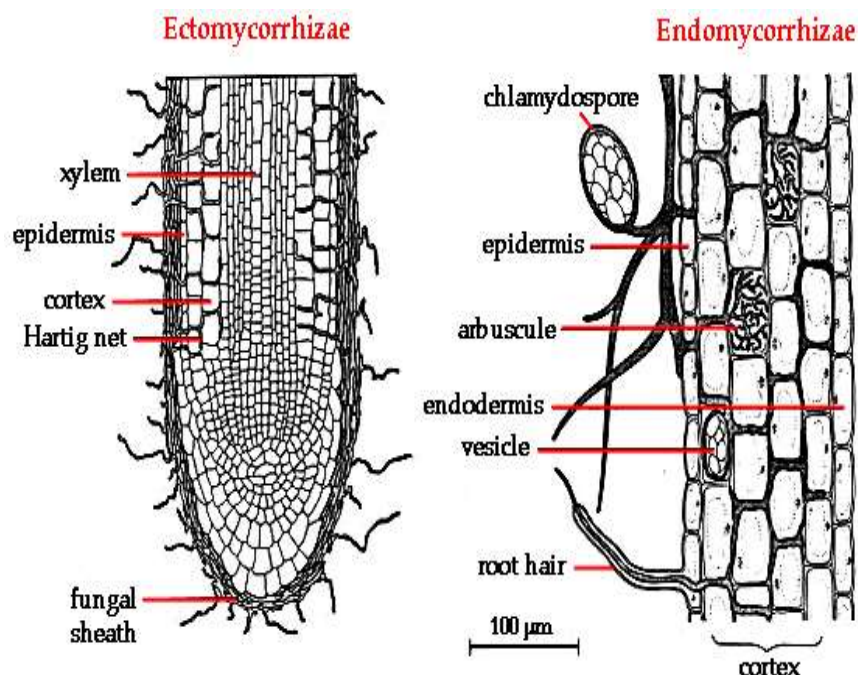 Ectomycorrhizae
xylem
epidermis
cortex
Hartig net
fungal
sheath
Endomycorrhizae
chlamydospore
epidermis
arbuscule
endodermis
vesicle
root hair
100 µm
cortex